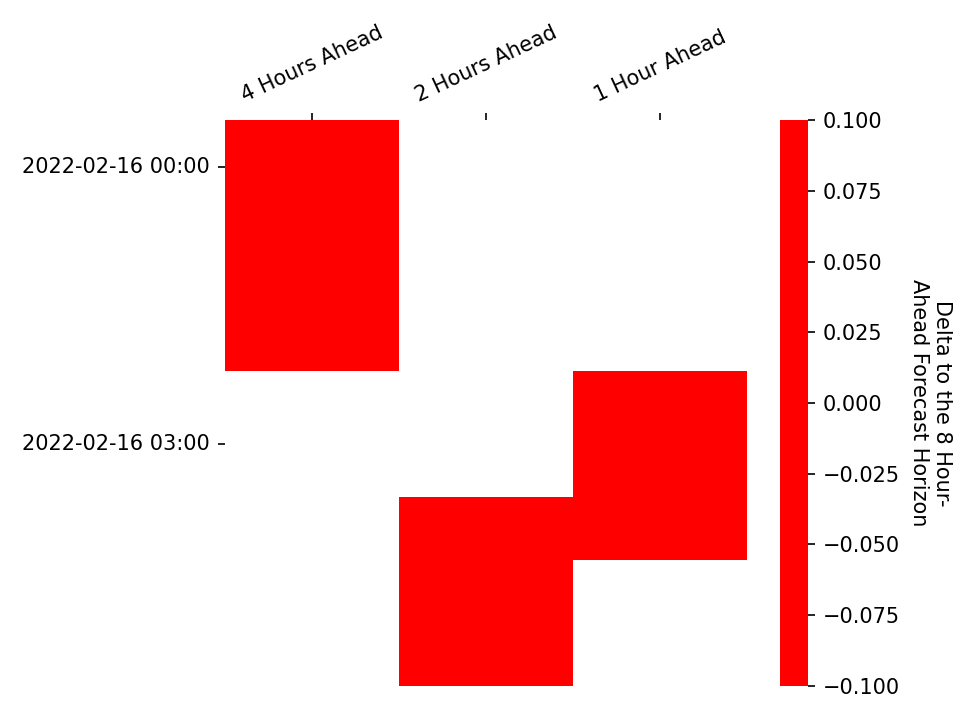 4 Hours Ahead
2 Hours Ahead
1 Hour Ahead
2022-02-16 00:00
2022-02-16 03:00
0.100
0.075
0.050
0.025
0.000
−0.025
−0.050
−0.075
−0.100
Delta to the 8 Hour-
Ahead Forecast Horizon